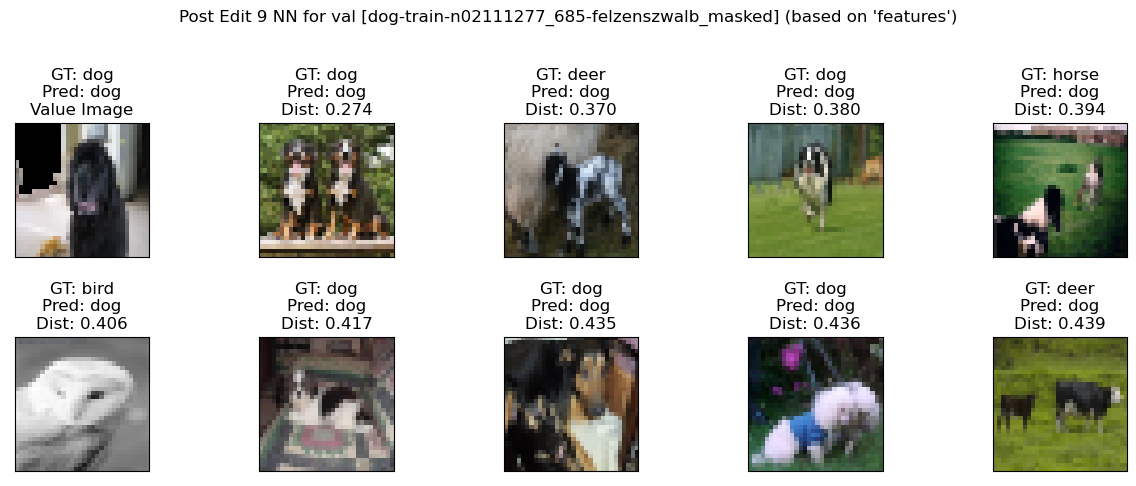 Post Edit 9 NN for val [dog-train-n02111277_685-felzenszwalb_masked] (based on 'features')
GT: dog
Pred: dog
Value Image
GT: dog
Pred: dog
Dist: 0.274
GT: deer
Pred: dog
Dist: 0.370
GT: dog
Pred: dog
Dist: 0.380
GT: horse
Pred: dog
Dist: 0.394
GT: bird
Pred: dog
Dist: 0.406
GT: dog
Pred: dog
Dist: 0.417
GT: dog
Pred: dog
Dist: 0.435
GT: dog
Pred: dog
Dist: 0.436
GT: deer
Pred: dog
Dist: 0.439